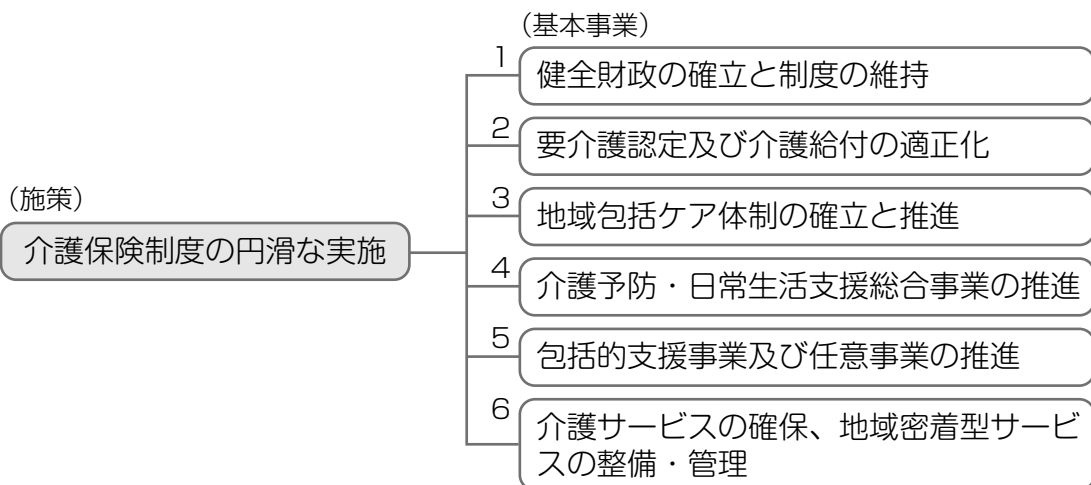 (基本事業)
1
健全財政の確立と制度の維持
2
要介護認定及び介護給付の適正化
(施策)
3
地域包括ケア体制の確立と推進
介護保険制度の円滑な実施
4
介護予防・日常生活支援総合事業の推進
5
包括的支援事業及び任意事業の推進
6
介護サービスの確保、地域密着型サービ
スの整備・管理